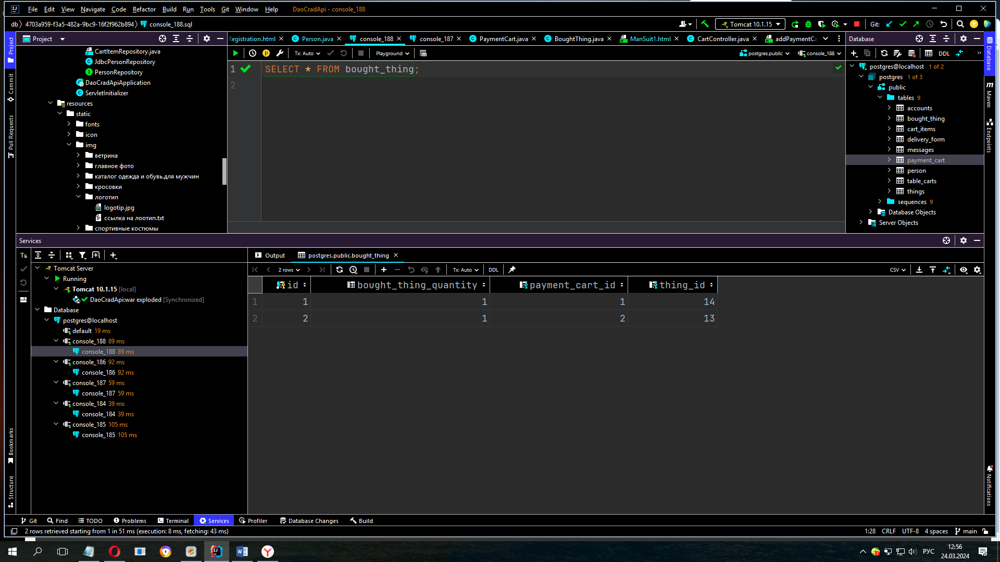 File Edit View Navigate Code Refactor Build Run Tools Git Window Help DaoCradApi - console_188
db 4703a959-f3a5-482a-9bc9-16f2f962b894 console_188.sql
Tomcat 10.1.15 Git:
Project
Registration.html Person.java console_188 console_187 PaymentCart.java BoughtThing.java ManSuit1.html CartController.java addPaymentCa
Database
Tx: Auto Playground postgres.public console_188
DDL
Project
Commit
Pull Requests
Bookmarks
Structure
CartItemRepository.java
JdbcPersonRepository
PersonRepository
DaoCradApiApplication
ServletInitializer
resources
static
fonts
icon
img
ветрина
главное фото
каталог одежда и обувь.для мужчин
кросовки
логотип
logotip.jpg
ссылка на лоотип.txt
спортивные костюмы
1 SELECT * FROM bought_thing;
2
postgres@localhost 1 of 2
postgres 1 of 3
public
tables 9
accounts
bought_thing
cart_items
delivery_form
messages
payment_cart
person
table_carts
things
sequences 9
Database Objects
Server Objects
Database
Maven
Endpoints
Notifications
Services
Tx
Tomcat Server
Running
Tomcat 10.1.15 [local]
DaoCradApi:war exploded [Synchronized]
Database
postgres@localhost
default 19 ms
console_188 89 ms
console_188 89 ms
console_186 92 ms
console_186 92 ms
console_187 59 ms
console_187 59 ms
console_184 39 ms
console_184 39 ms
console_185 105 ms
console_185 105 ms
Output postgres.public.bought_thing
2 rows Tx: Auto DDL CSV
id bought_thing_quantity payment_cart_id thing_id
1 1 1 1 14
2 2 1 2 13
Git Find TODO Problems Terminal Services Profiler Database Changes Build
2 rows retrieved starting from 1 in 51 ms (execution: 8 ms, fetching: 43 ms)
1:28 CRLF UTF-8 4 spaces main
РУС 12:56
24.03.2024